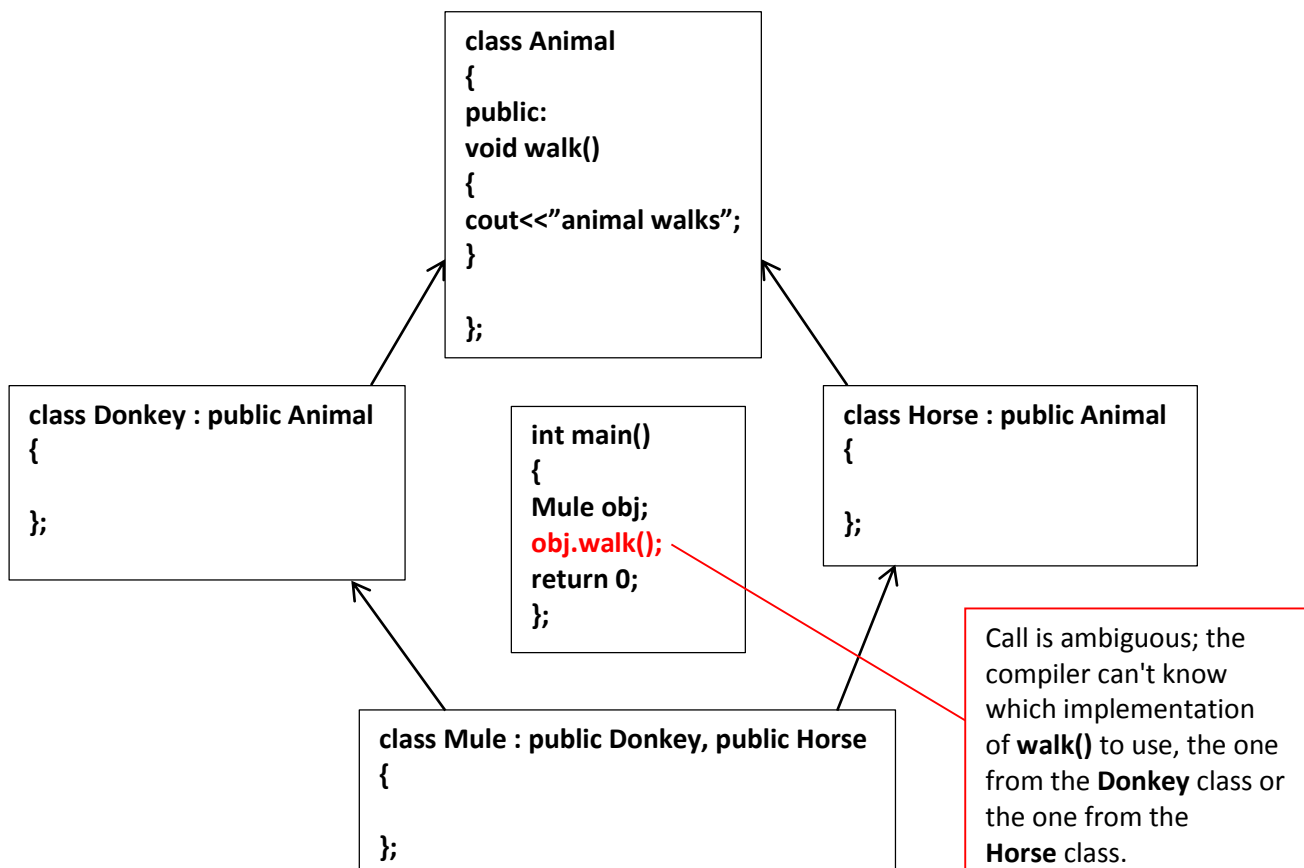 class Animal
{
public:
void walk()
{
cout<<”animal walks”;
}
};
class Donkey : public Animal
{
};
int main()
{
Mule obj;
obj.walk();
return 0;
};
class Horse : public Animal
{
};
class Mule : public Donkey, public Horse
{
};
Call is ambiguous; the
compiler can't know
which implementation
of walk() to use, the one
from the Donkey class or
the one from the
Horse class.